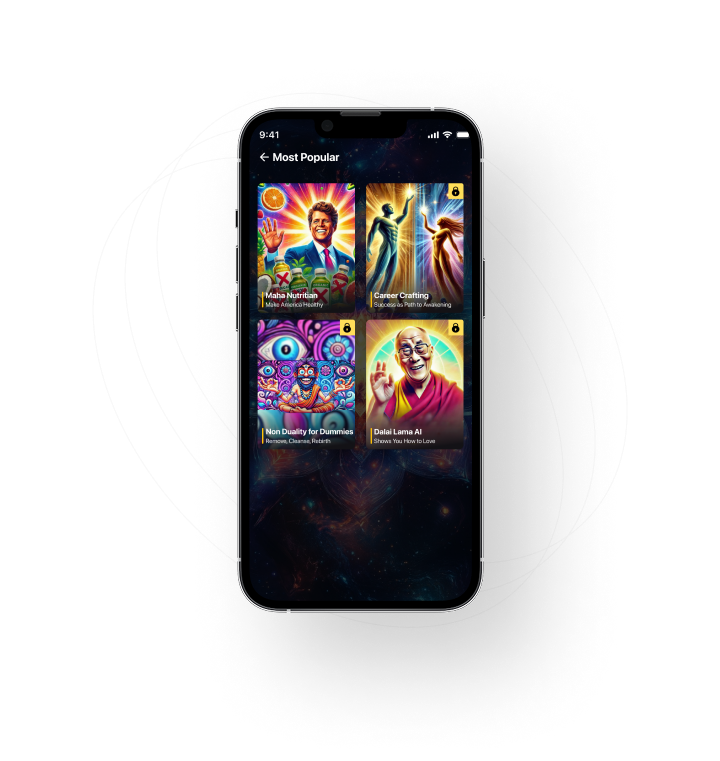 9:41
Most Popular
Maha Nutritian
Make America Healthy
Career Crafting
Success as Path to Awakening
Non Duality for Dummies
Remove, Cleanse, Rebirth
Dalai Lama AI
Shows You How to Love